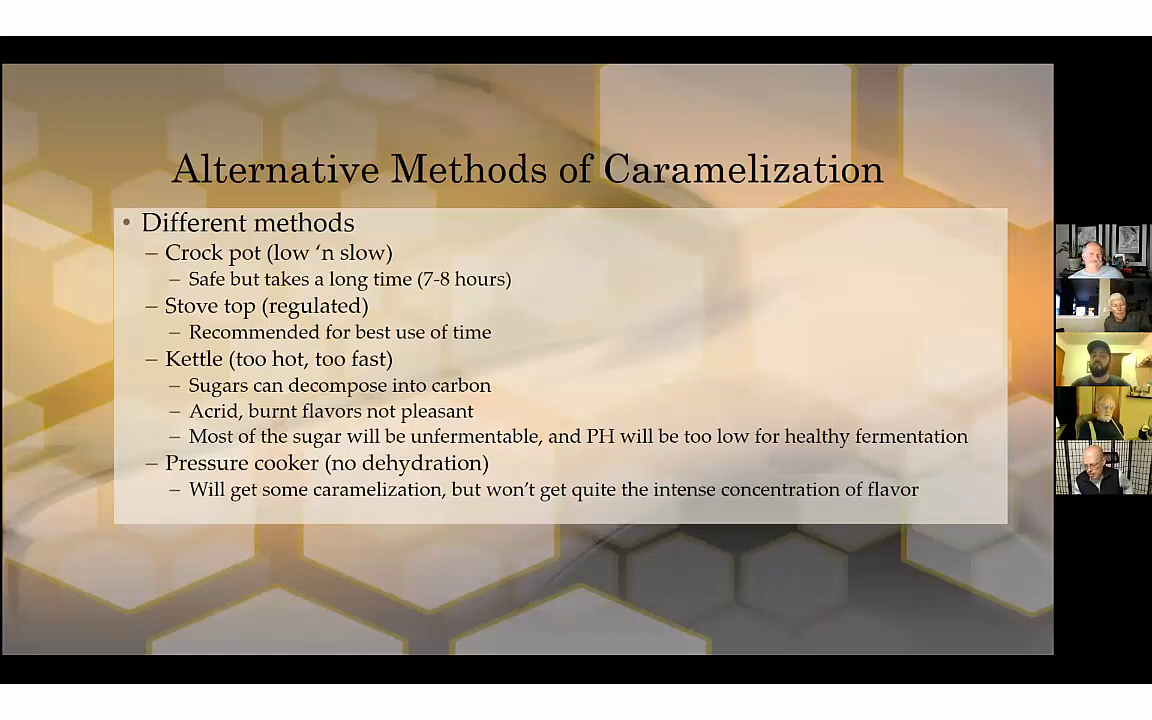 Alternative Methods of Caramelization
• Different methods
– Crock pot (low ‘n slow)
– Safe but takes a long time (7-8 hours)
– Stove top (regulated)
– Recommended for best use of time
– Kettle (too hot, too fast)
– Sugars can decompose into carbon
– Acrid, burnt flavors not pleasant
– Most of the sugar will be unfermentable, and PH will be too low for healthy fermentation
– Pressure cooker (no dehydration)
– Will get some caramelization, but won’t get quite the intense concentration of flavor